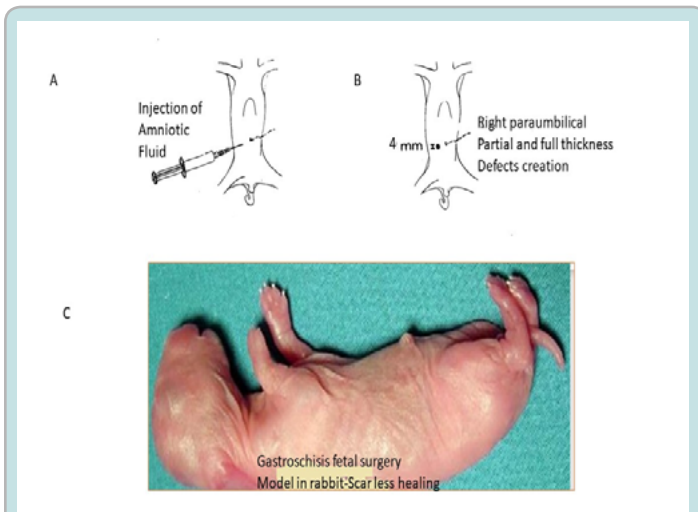 A
Injection of
Amniotic
Fluid
B
4 mm
Right paraumbilical
Partial and full thickness
Defects creation
C
Gastroschisis fetal surgery
Model in rabbit-Scar less healing